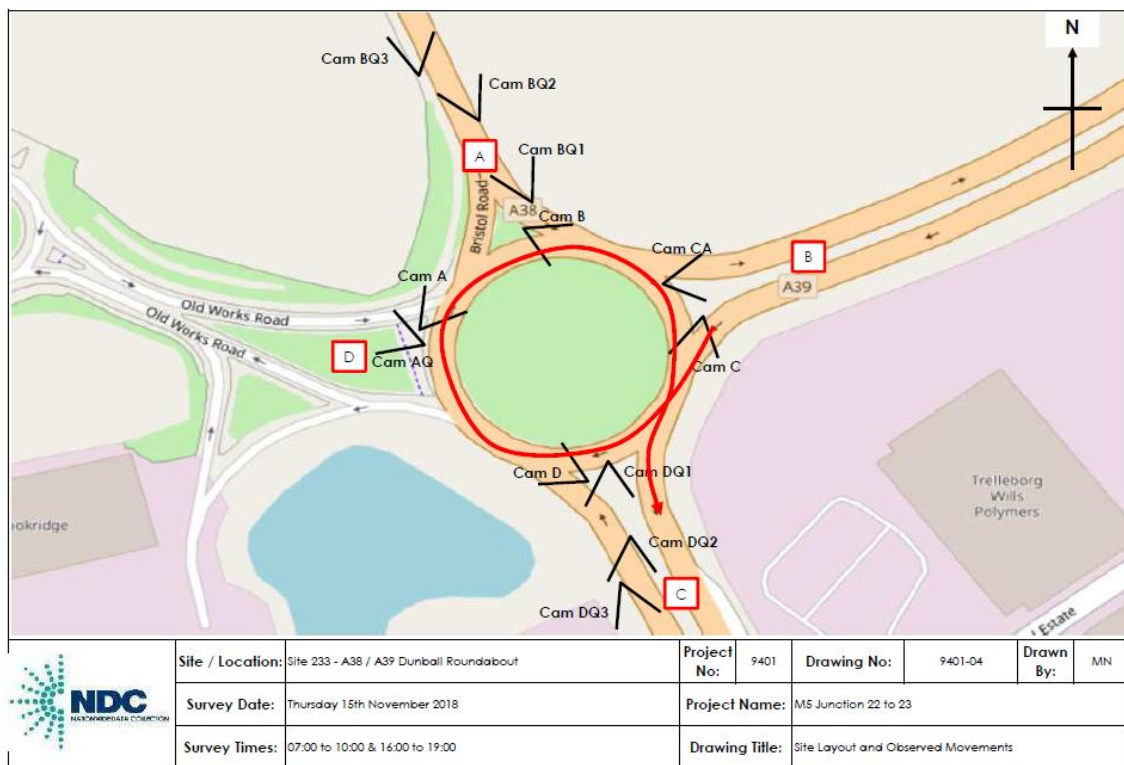 N
Cam BQ3
Cam BQ2
A
Cam BQ1
Bristol Road
A38
Cam B
Cam CA
B
A39
Cam A
Old Works Road
Old Works Road
D
Cam AQ
Cam C
Cam D
Cam DQ1
Trelleborg
Wills
Polymers
ookridge
Cam DQ2
C
Cam DQ3
Estate
NDC
NATIONWIDE DATA COLLECTION
Site / Location: Site 233 - A38 / A39 Dunball Roundabout
Project No: 9401
Drawing No: 9401-04
Drawn By: MN
Survey Date: Thursday 15th November 2018
Project Name: M5 Junction 22 to 23
Survey Times: 07:00 to 10:00 & 16:00 to 19:00
Drawing Title: Site Layout and Observed Movements